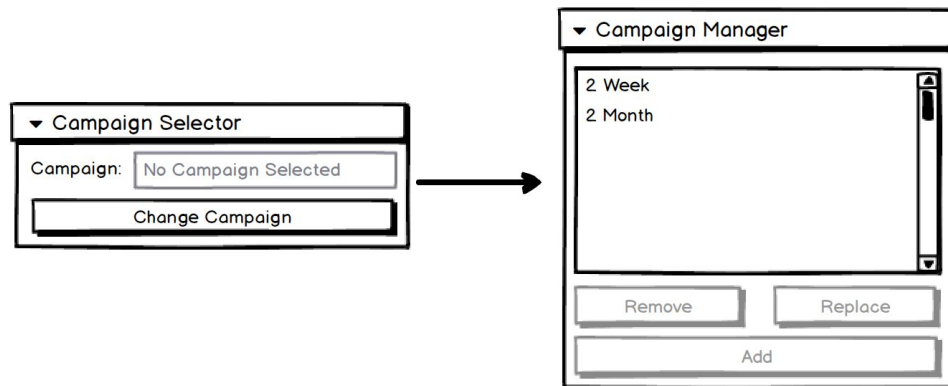 Campaign Selector
Campaign:
No Campaign Selected
Change Campaign
Campaign Manager
2 Week
2 Month
Remove
Replace
Add